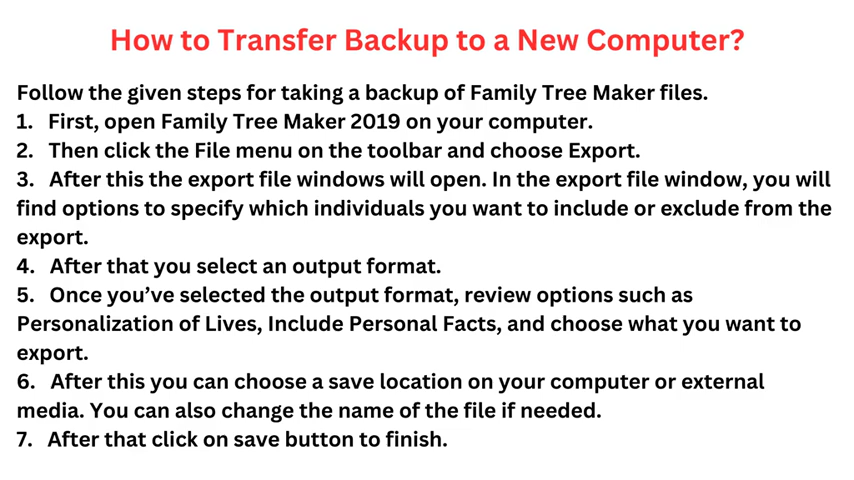 How to Transfer Backup to a New Computer?
Follow the given steps for taking a backup of Family Tree Maker files.
1. First, open Family Tree Maker 2019 on your computer.
2. Then click the File menu on the toolbar and choose Export.
3. After this the export file windows will open. In the export file window, you will
find options to specify which individuals you want to include or exclude from the
export.
4. After that you select an output format.
5. Once you’ve selected the output format, review options such as
Personalization of Lives, Include Personal Facts, and choose what you want to
export.
6. After this you can choose a save location on your computer or external
media. You can also change the name of the file if needed.
7. After that click on save button to finish.